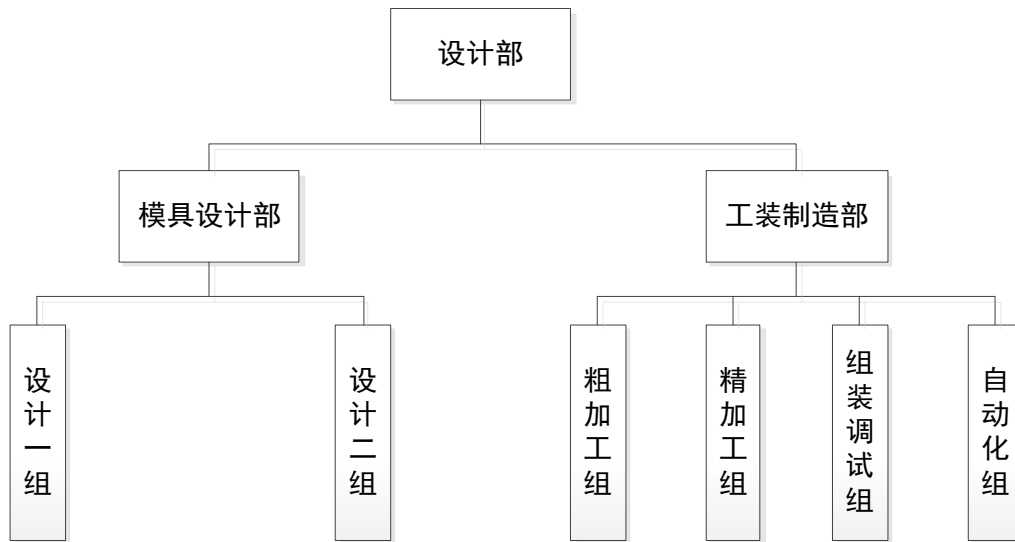 设计部
模具设计部
工装制造部
设计一组
设计二组
粗加工组
精加工组
组装调试组
自动化组